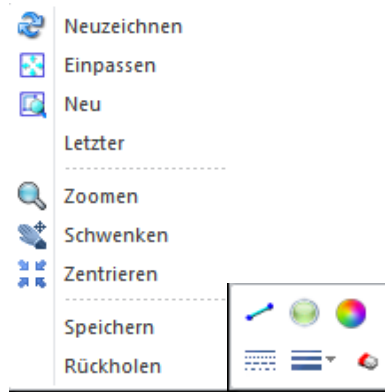 Neuzeichnen
Einpassen
Neu
Letzter
Zoomen
Schwenken
Zentrieren
Speichern
Rückholen